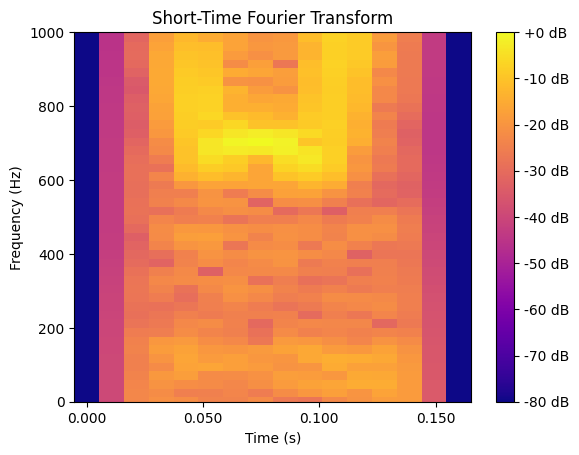 Short-Time Fourier Transform
1000
800
600
400
200
0
Frequency (Hz)
0.000
0.050
0.100
0.150
Time (s)
+0 dB
-10 dB
-20 dB
-30 dB
-40 dB
-50 dB
-60 dB
-70 dB
-80 dB